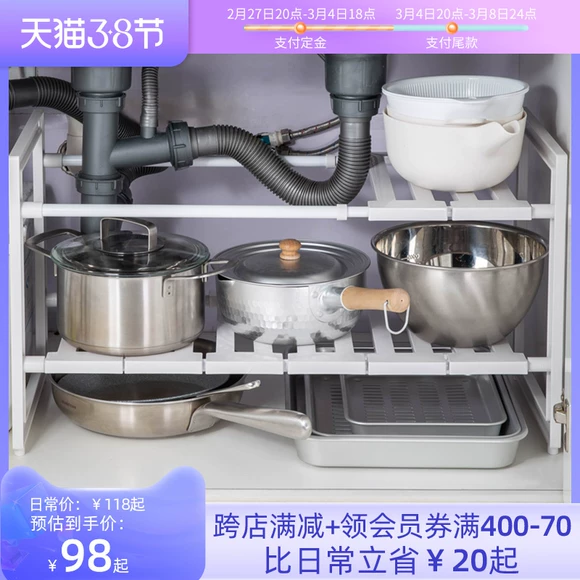 天猫3.8节
2月27日20点-3月4日18点
3月4日20点-3月8日24点
支付定金
支付尾款
日常价：￥118起
预估到手价：
￥98起
跨店满减+领会员券满400-70
比日常立省￥20起